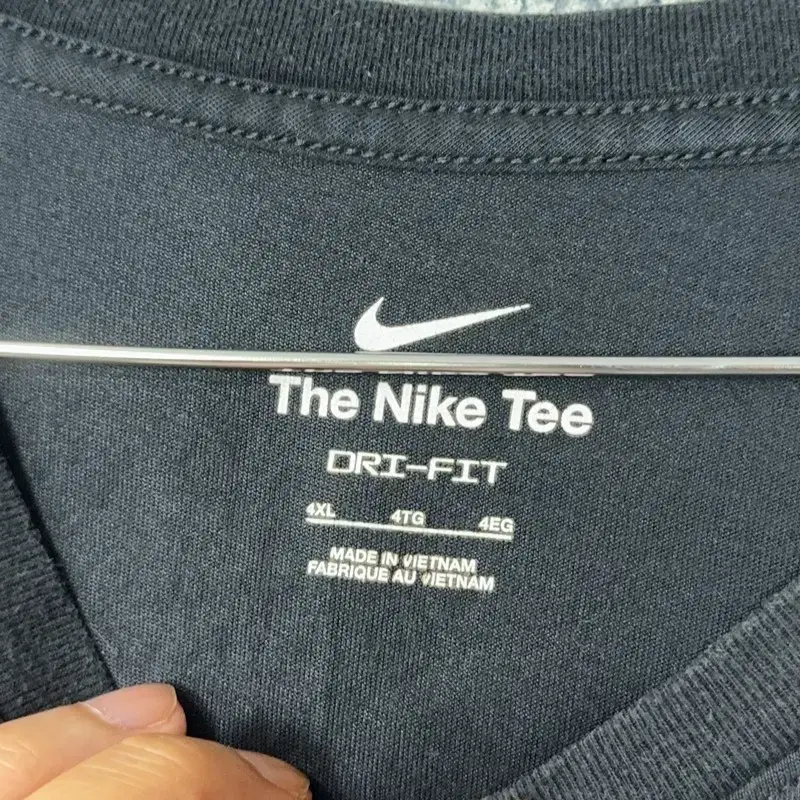 The Nike Tee
DRI-FIT
4XL 4TG 4EG
MADE IN VIETNAM
FABRIQUE AU VIETNAM